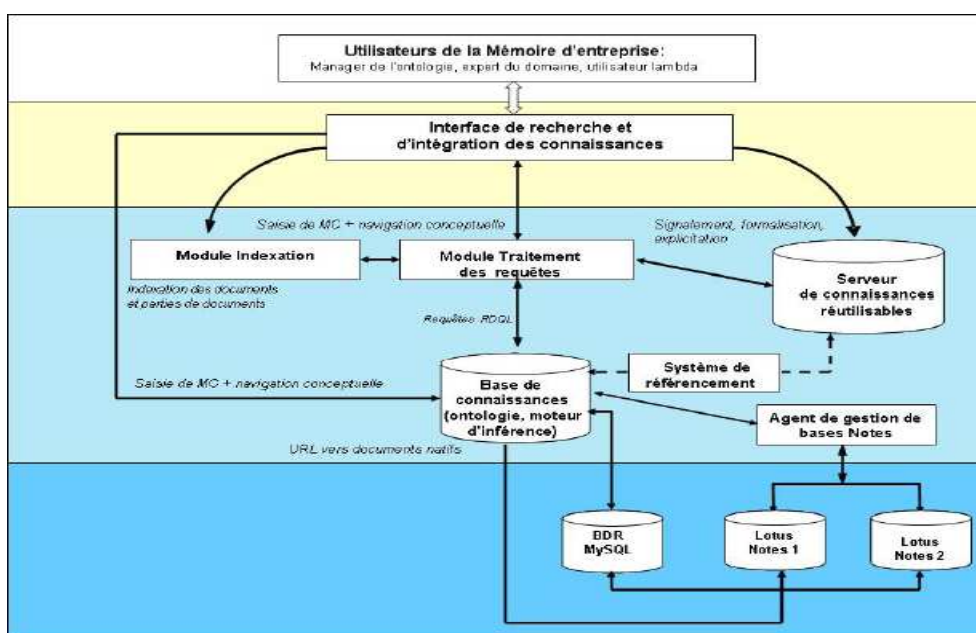 Utilisateurs de la Mémoire d'entreprise:
Manager de l'ontologie, expert du domaine, utilisateur lambda
Interface de recherche et
d'intégration des connaissances
Saisie de MC + navigation conceptuelle
Signalement, formalisation,
explicitation
Module Indexation
Module Traitement
des requêtes
Serveur
de connaissances
réutilisables
Indexation des documents
et parties de documents
Requêtes RDQL
Système de
référencement
Saisie de MC + navigation conceptuelle
Base de
connaissances
(ontologie, moteur
d'inférence)
Agent de gestion de
bases Notes
URL vers documents natifs
BDR
MySQL
Lotus
Notes 1
Lotus
Notes 2